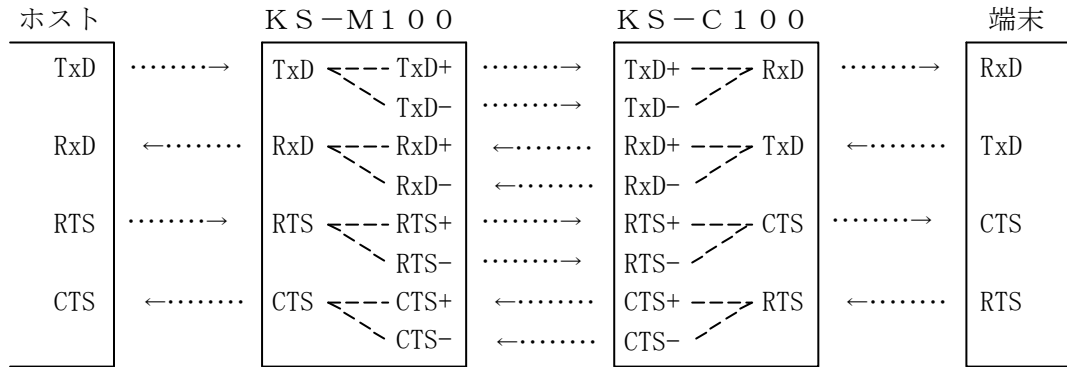 ホスト ＫＳ－Ｍ１００ ＫＳ－Ｃ１００ 端末
TxD ········→ TxD TxD+ ········→ TxD+ RxD ········→ RxD
TxD- ········→ TxD-
RxD ←········ RxD RxD+ ←········ RxD+ TxD ←········ TxD
RxD- ←········ RxD-
RTS ········→ RTS RTS+ ········→ RTS+ CTS ········→ CTS
RTS- ········→ RTS-
CTS ←········ CTS CTS+ ←········ CTS+ RTS ←········ RTS
CTS- ←········ CTS-